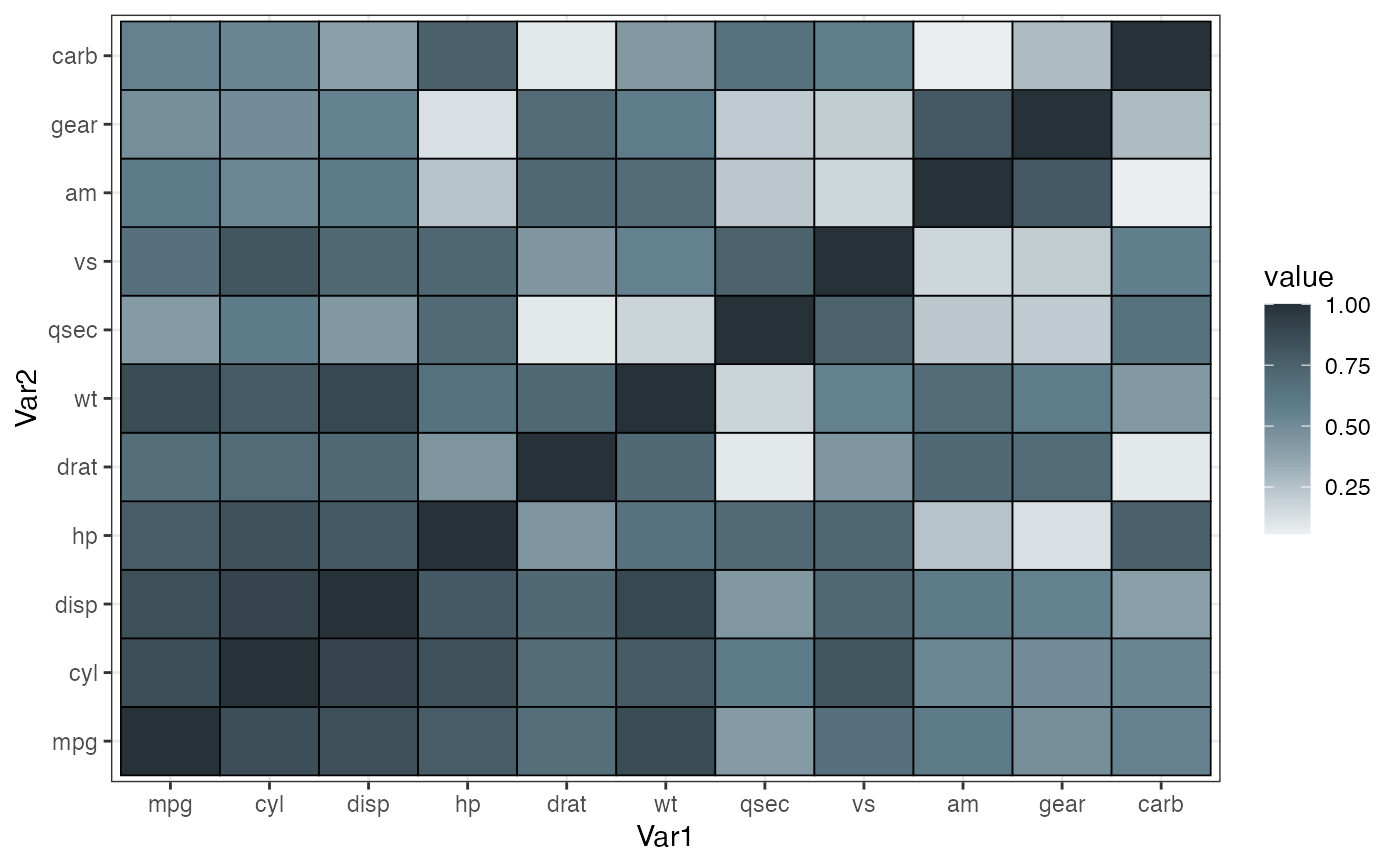 carb
gear
am
vs
qsec
wt
drat
hp
disp
cyl
mpg
Var2
mpg cyl disp hp drat wt qsec vs am gear carb
Var1
value
1.00
0.75
0.50
0.25